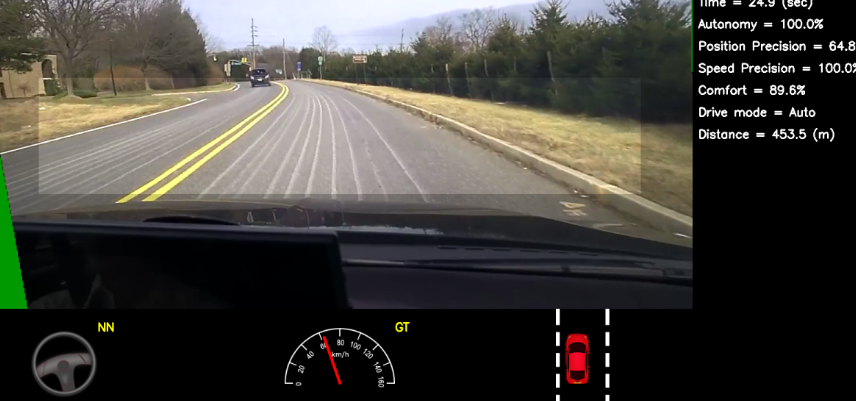 Time = 24.9 (sec)
Autonomy = 100.0%
Position Precision = 64.8
Speed Precision = 100.0%
Comfort = 89.6%
Drive mode = Auto
Distance = 453.5 (m)
NN
GT
0 20 40 60 80 100 120 140 160
km/h